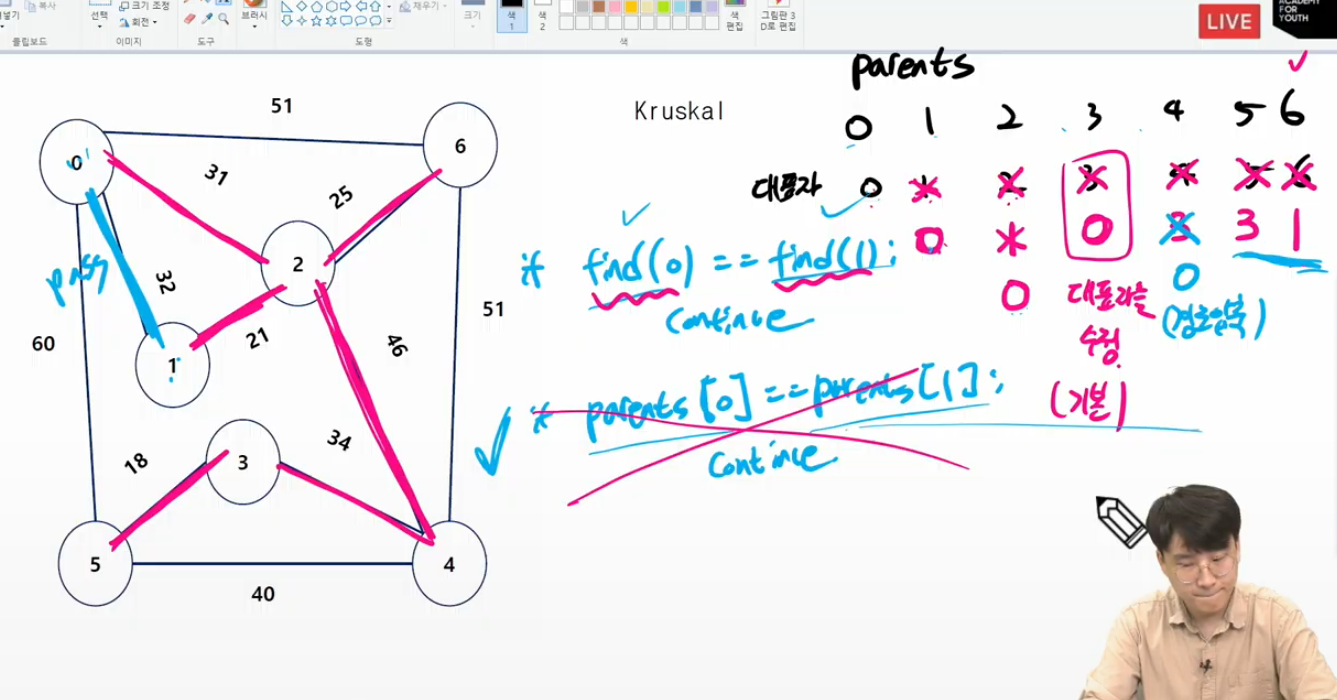 복사
선택
크기 조정
회전
브러시
채우기
크기
색
1
색
2
색
편집
그림판 3
D로 편집
클립보드
이미지
도구
도형
색
LIVE
ACADEMY
FOR
YOUTH
Kruskal
parents
0 1 2 3 4 5 6
대표자 0 1 2 3 4 5 6
0 1 0 3 3 1
0 0
대표자를
수정
(기본)
(경로압축)
if find(0) == find(1):
continue
if parents[0] == parents[1]:
continue
51
0
6
31
25
2
pass
32
51
60
21
46
1
34
18
3
5
4
40